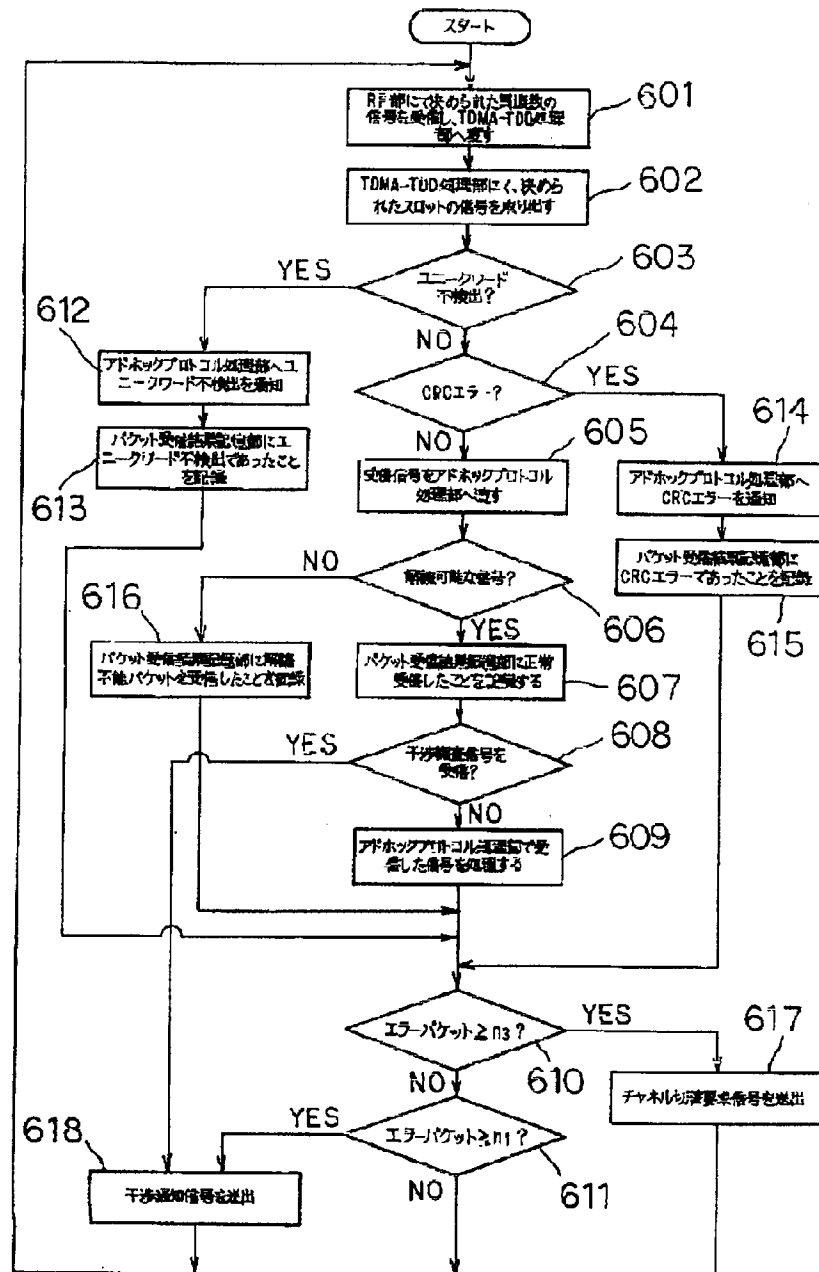 スタート
RF部にて決められた周波数の
信号を受信し、TDMA-TDD処理
部へ渡す
601
TDMA-TDD処理部にて、決めら
れたスロットの信号を取り出す
602
ユニークワード
不検出?
603
YES
NO
612
アドホックプロトコル処理部へユ
ニークワード不検出を通知
CRCエラー?
604
YES
NO
パケット受信結果記憶部にユ
ニークワード不検出であったこと
を記録
613
受信信号をアドホックプロトコル
処理部へ渡す
605
614
アドホックプロトコル処理部へ
CRCエラーを通知
解読可能な信号?
606
NO
YES
パケット受信結果記憶部に
CRCエラーであったことを記録
615
616
パケット受信結果記憶部に解読
不能パケットを受信したことを記録
パケット受信結果記憶部に正常
受信したことを記録する
607
YES
干渉調査信号を
受信?
608
NO
アドホックプロトコル処理部で受
信した信号を処理する
609
エラーパケット≧n3?
YES
610
NO
617
チャネル切替要求信号を送出
エラーパケット≧n1?
YES
611
NO
618
干渉通知信号を送出